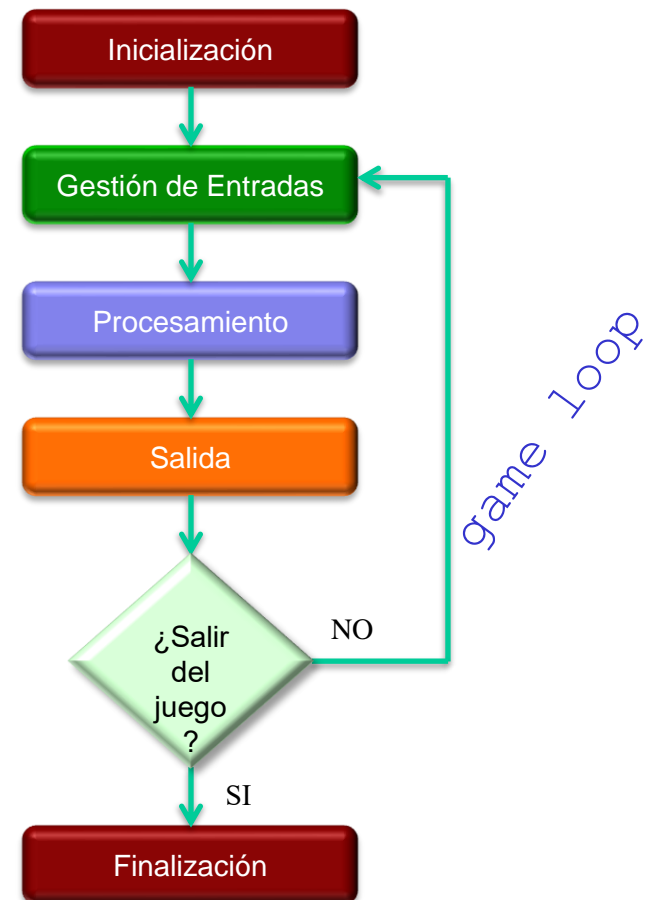 Inicialización
Gestión de Entradas
Procesamiento
game loop
Salida
¿Salir
del
juego
?
NO
SI
Finalización